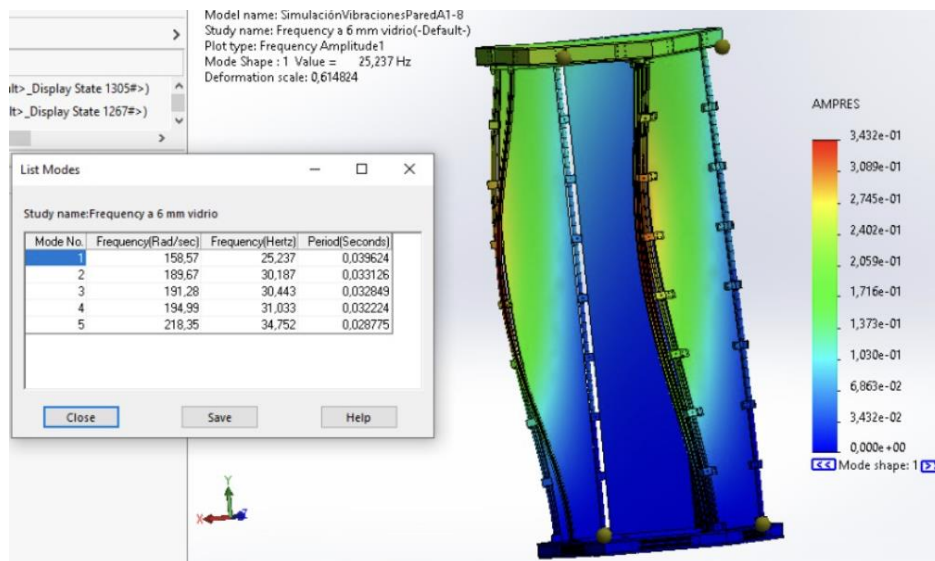 Model name: SimulaciónVibracionesParedA1-8
Study name: Frequency a 6 mm vidrio(-Default-)
Plot type: Frequency Amplitude1
Mode Shape : 1 Value = 25,237 Hz
Deformation scale: 0,614824
lt>_Display State 1305#>)
lt>_Display State 1267#>)
List Modes
Study name:Frequency a 6 mm vidrio
Mode No. Frequency(Rad/sec) Frequency(Hertz) Period(Seconds)
1 158,57 25,237 0,039624
2 189,67 30,187 0,033126
3 191,28 30,443 0,032849
4 194,99 31,033 0,032224
5 218,35 34,752 0,028775
Close Save Help
AMPRES
3,432e-01
3,089e-01
2,745e-01
2,402e-01
2,059e-01
1,716e-01
1,373e-01
1,030e-01
6,863e-02
3,432e-02
0,000e+00
<< Mode shape: 1 >
Y
X Z